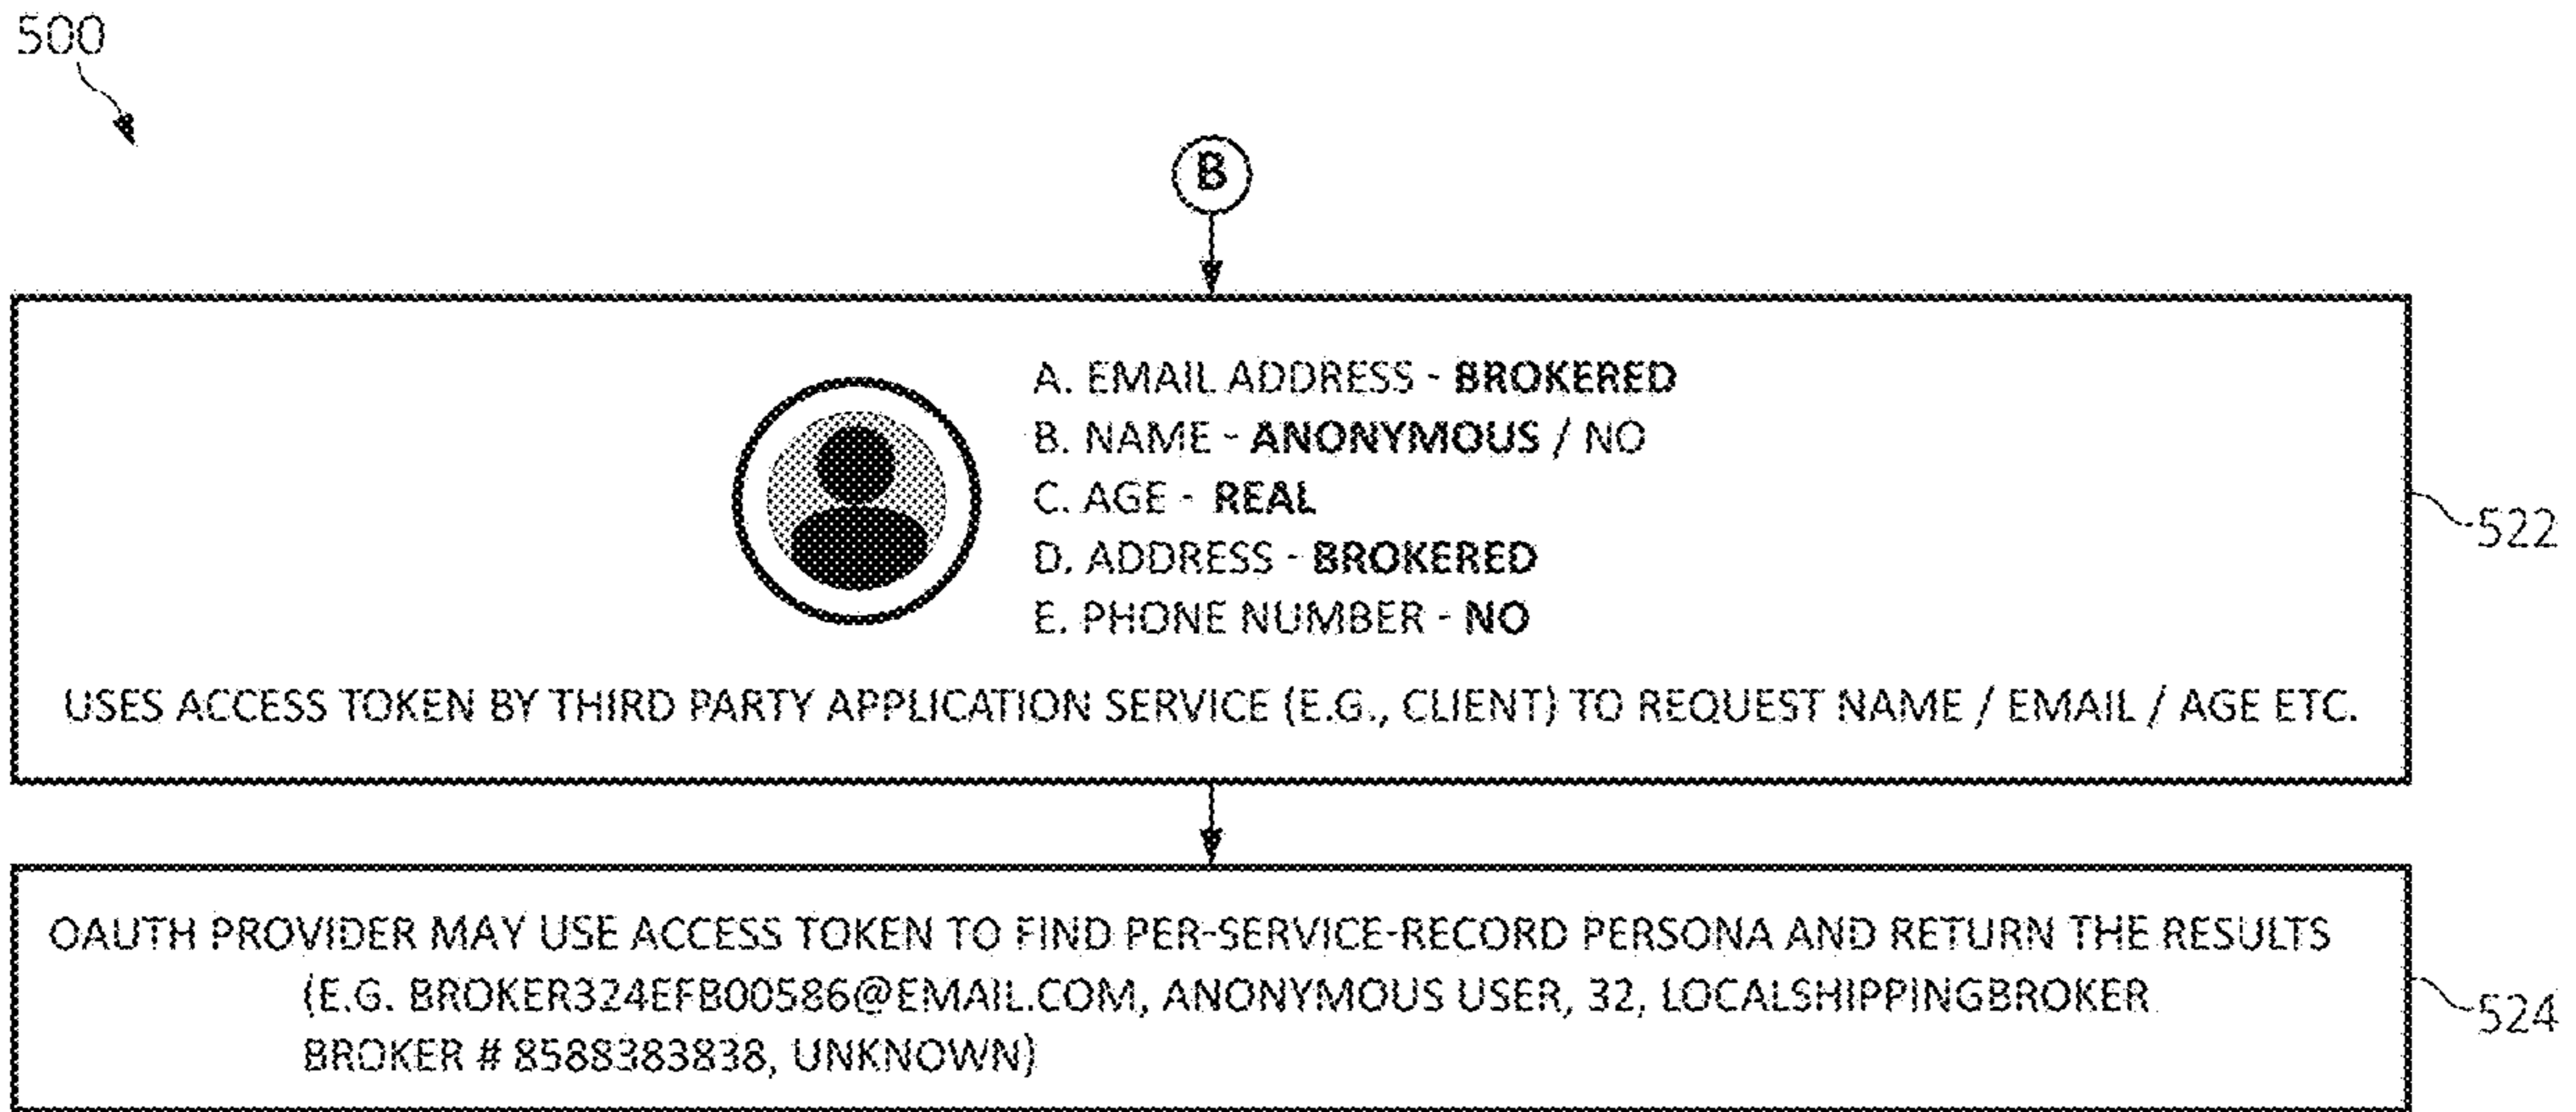 500
B
A. EMAIL ADDRESS - BROKERED
B. NAME - ANONYMOUS / NO
C. AGE - REAL
D. ADDRESS - BROKERED
E. PHONE NUMBER - NO
522
USES ACCESS TOKEN BY THIRD PARTY APPLICATION SERVICE (E.G., CLIENT) TO REQUEST NAME / EMAIL / AGE ETC.
OAUTH PROVIDER MAY USE ACCESS TOKEN TO FIND PER-SERVICE-RECORD PERSONA AND RETURN THE RESULTS
(E.G. BROKER324EFB00586@EMAIL.COM, ANONYMOUS USER, 32, LOCALSHIPPINGBROKER
BROKER # 8588383838, UNKNOWN)
524